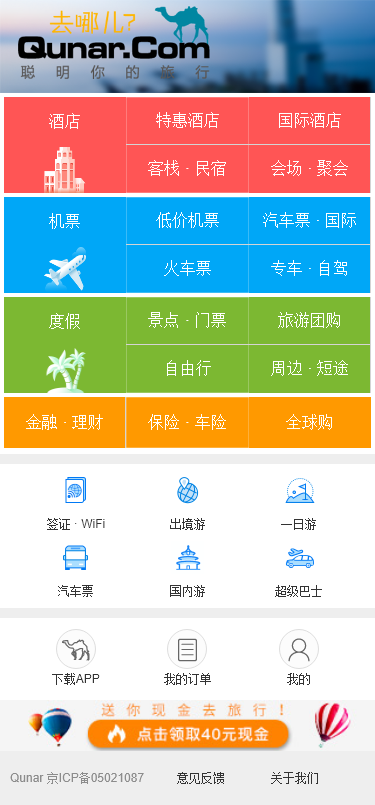 去哪儿?
Qunar.Com
聪明你的旅行
酒店 特惠酒店 国际酒店
客栈 · 民宿 会场 · 聚会
机票 低价机票 汽车票 · 国际
火车票 专车 · 自驾
度假 景点 · 门票 旅游团购
自由行 周边 · 短途
金融 · 理财 保险 · 车险 全球购
签证 · WiFi 出境游 一日游
汽车票 国内游 超级巴士
下载APP 我的订单 我的
送你现金去旅行!
点击领取40元现金
Qunar 京ICP备05021087 意见反馈 关于我们